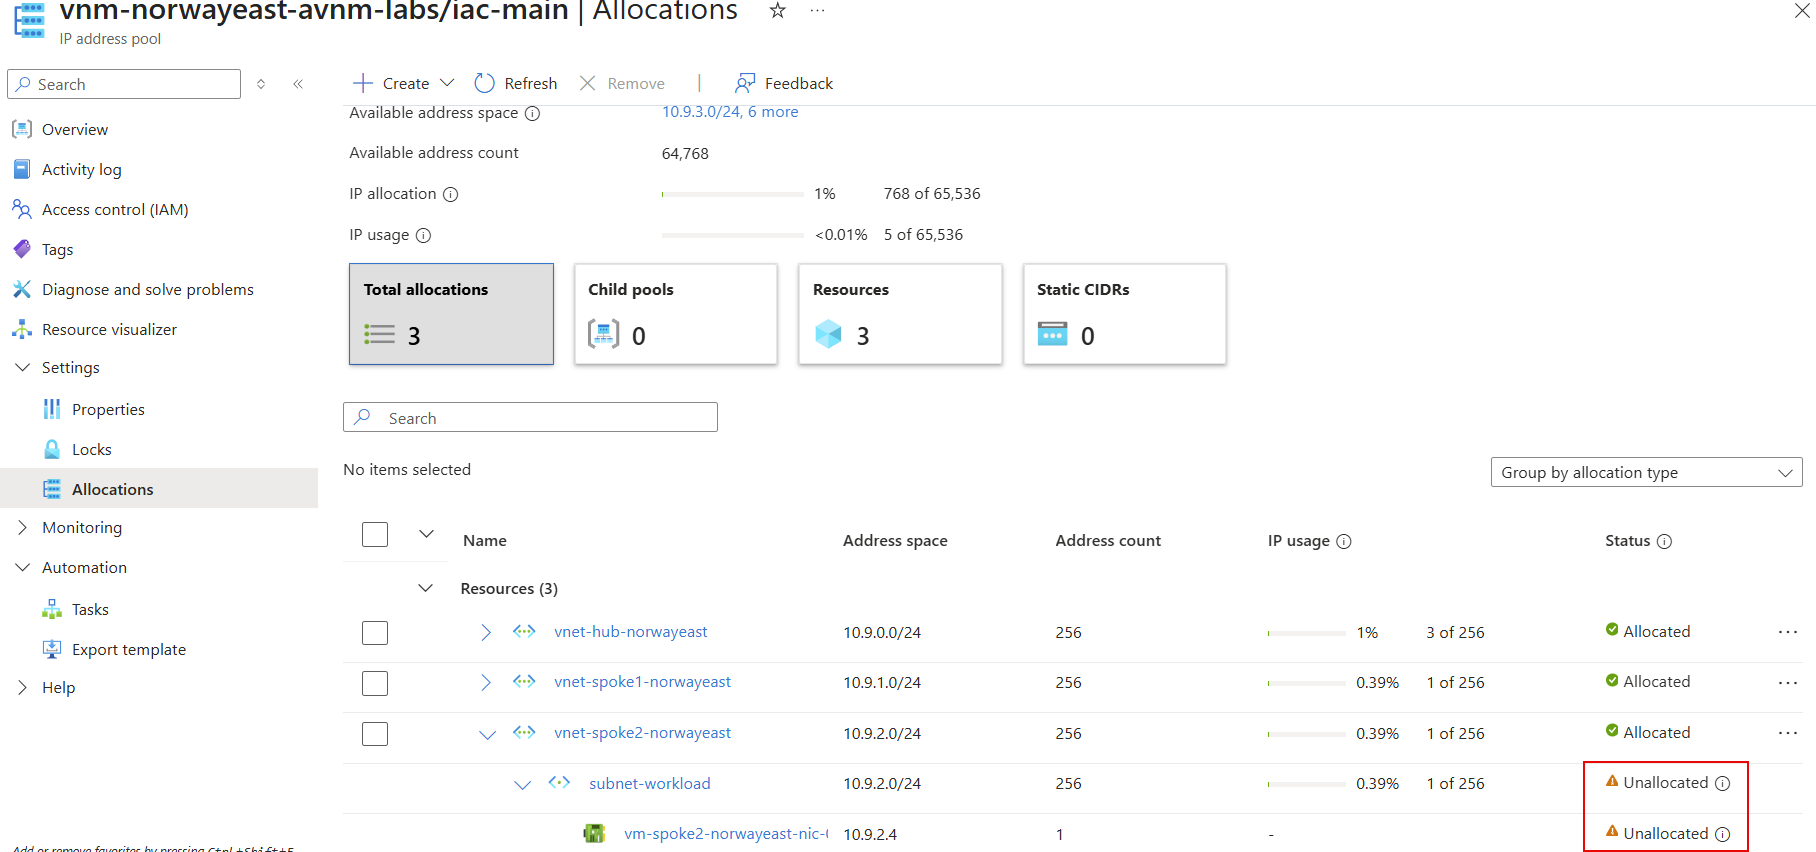 vnm-norwayeast-avnm-labs/iac-main | Allocations
IP address pool
Search
Overview
Activity log
Access control (IAM)
Tags
Diagnose and solve problems
Resource visualizer
Settings
Properties
Locks
Allocations
Monitoring
Automation
Tasks
Export template
Help
Add or remove favorites by pressing Ctrl+Shift+F
Create Refresh Remove | Feedback
Available address space 10.9.3.0/24, 6 more
Available address count 64,768
IP allocation 1% 768 of 65,536
IP usage <0.01% 5 of 65,536
Total allocations 3
Child pools 0
Resources 3
Static CIDRs 0
Search
No items selected
Group by allocation type
Name Address space Address count IP usage Status
Resources (3)
vnet-hub-norwayeast 10.9.0.0/24 256 1% 3 of 256 Allocated ···
vnet-spoke1-norwayeast 10.9.1.0/24 256 0.39% 1 of 256 Allocated ···
vnet-spoke2-norwayeast 10.9.2.0/24 256 0.39% 1 of 256 Allocated ···
subnet-workload 10.9.2.0/24 256 0.39% 1 of 256 Unallocated
vm-spoke2-norwayeast-nic- 10.9.2.4 1 - Unallocated